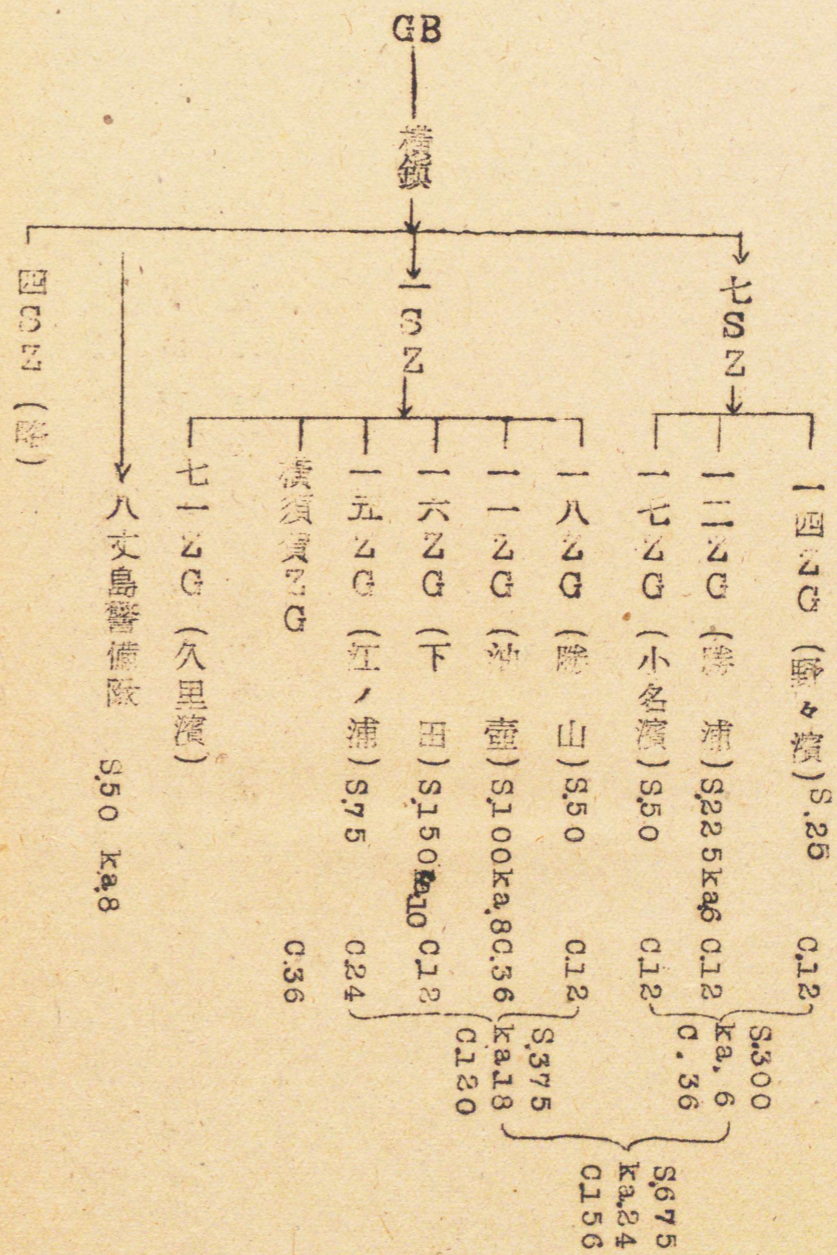 GB
横鎮
七SZ
一四ZG (野々濱) S.25 C.12
一二ZG (勝浦) S.225 ka.6 C.12
一七ZG (小名濱) S.50 C.12
S.300
ka.6
C.36
一SZ
一八ZG (勝山) S.50 C.12
一一ZG (油壺) S.100 ka.8 C.36
一六ZG (下田) S.150 ka.10 C.12
一五ZG (江ノ浦) S.75 C.24
横須賀ZG C.36
七一ZG (久里濱)
S.375
ka.18
C.120
S.675
ka.24
C.156
八丈島警備隊 S.50 ka.8
四SZ (略)